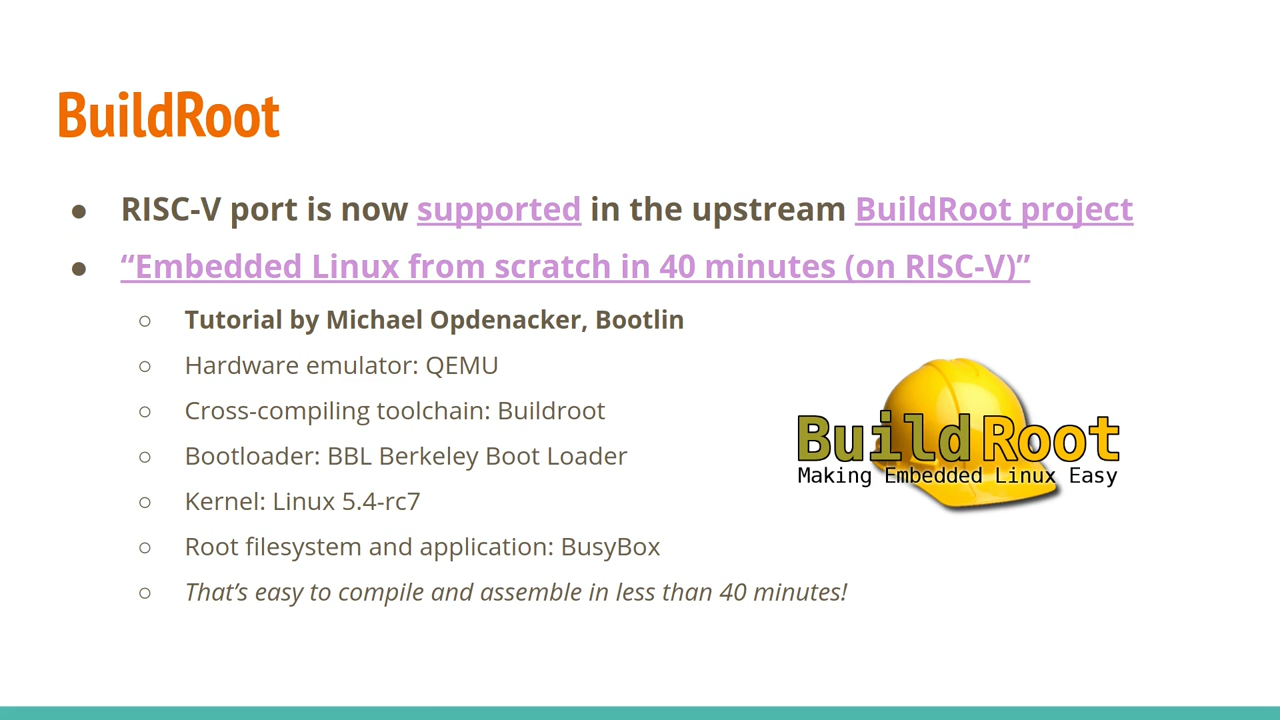 BuildRoot
● RISC-V port is now supported in the upstream BuildRoot project
● “Embedded Linux from scratch in 40 minutes (on RISC-V)”
○ Tutorial by Michael Opdenacker, Bootlin
○ Hardware emulator: QEMU
○ Cross-compiling toolchain: Buildroot
○ Bootloader: BBL Berkeley Boot Loader
○ Kernel: Linux 5.4-rc7
○ Root filesystem and application: BusyBox
○ That’s easy to compile and assemble in less than 40 minutes!
BuildRoot
Making Embedded Linux Easy